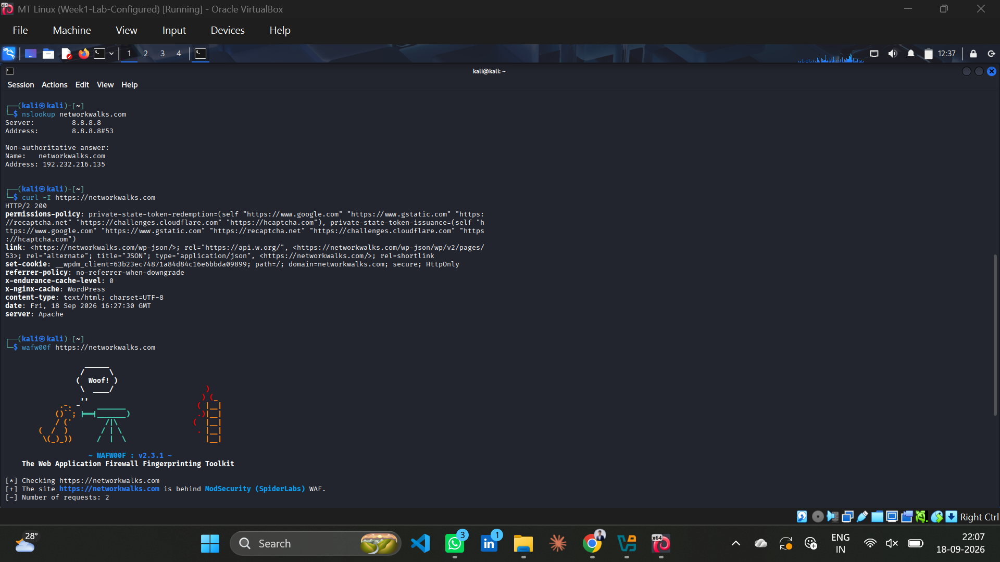 MT Linux (Week1-Lab-Configured) [Running] - Oracle VirtualBox
File Machine View Input Devices Help
1 2 3 4 12:37
kali@kali: ~
Session Actions Edit View Help
┌──(kali㉿kali)-[~]
└─$ nslookup networkwalks.com
Server: 8.8.8.8
Address: 8.8.8.8#53
Non-authoritative answer:
Name: networkwalks.com
Address: 192.232.216.135
┌──(kali㉿kali)-[~]
└─$ curl -I https://networkwalks.com
HTTP/2 200
permissions-policy: private-state-token-redemption=(self "https://www.google.com" "https://www.gstatic.com" "https:
//recaptcha.net" "https://challenges.cloudflare.com" "https://hcaptcha.com"), private-state-token-issuance=(self "h
ttps://www.google.com" "https://www.gstatic.com" "https://recaptcha.net" "https://challenges.cloudflare.com" "https
://hcaptcha.com")
link: <https://networkwalks.com/wp-json/>; rel="https://api.w.org/", <https://networkwalks.com/wp-json/wp/v2/pages/
53>; rel="alternate"; title="JSON"; type="application/json", <https://networkwalks.com/>; rel=shortlink
set-cookie: __wpdm_client=63b23ec74871a84d84c16e6bbda09899; path=/; domain=networkwalks.com; secure; HttpOnly
referrer-policy: no-referrer-when-downgrade
x-endurance-cache-level: 0
x-nginx-cache: WordPress
content-type: text/html; charset=UTF-8
date: Fri, 18 Sep 2026 16:27:30 GMT
server: Apache
┌──(kali㉿kali)-[~]
└─$ wafw00f https://networkwalks.com
Woof!
~ WAFW00F : v2.3.1 ~
The Web Application Firewall Fingerprinting Toolkit
[*] Checking https://networkwalks.com
[+] The site https://networkwalks.com is behind ModSecurity (SpiderLabs) WAF.
[~] Number of requests: 2
Right Ctrl
28° Search 3 1 x64 ENG 22:07
IN 18-09-2026